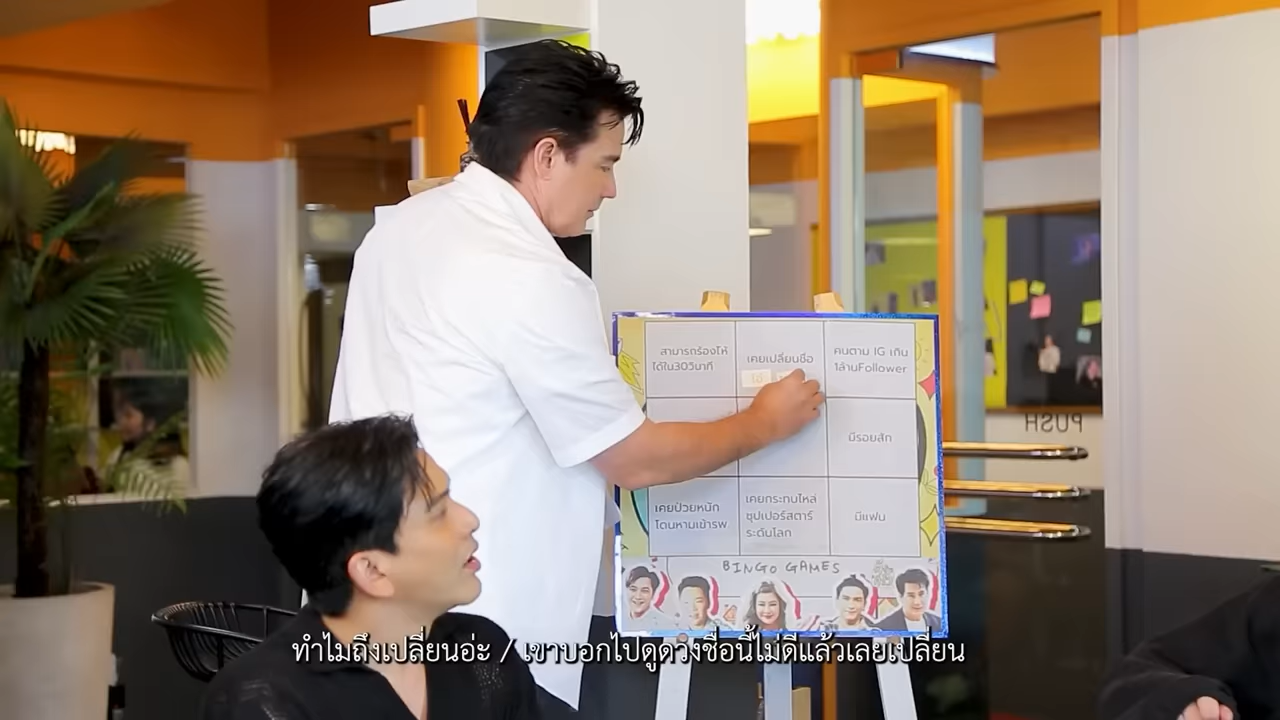 สามารถร้องไห้
ได้ใน30วินาที
เคยเปลี่ยนชื่อ
คนตาม IG เกิน
1ล้านFollower
มีรอยสัก
เคยป่วยหนัก
โดนหามเข้ารพ
เคยกระทบไหล่
ซุปเปอร์สตาร์
ระดับโลก
มีแฟน
BINGO GAMES
PUSH
ทำไมถึงเปลี่ยนอ่ะ / เขาบอกไปดูดวงชื่อนี้ไม่ดีแล้วเลยเปลี่ยน